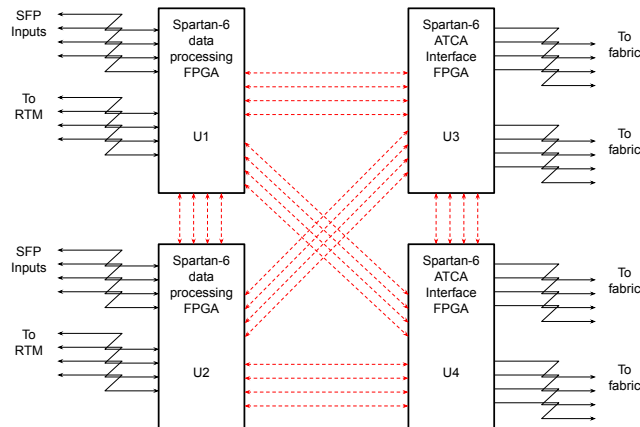 SFP
Inputs
To
RTM
Spartan-6
data
processing
FPGA
U1
Spartan-6
ATCA
Interface
FPGA
U3
To
fabric
To
fabric
SFP
Inputs
To
RTM
Spartan-6
data
processing
FPGA
U2
Spartan-6
ATCA
Interface
FPGA
U4
To
fabric
To
fabric